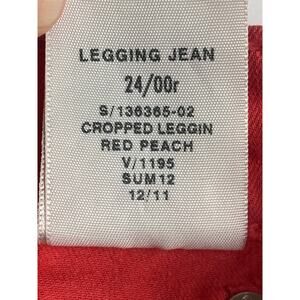 LEGGING JEAN
24/00r
S/136365-02
CROPPED LEGGIN
RED PEACH
V/1195
SUM12
12/11